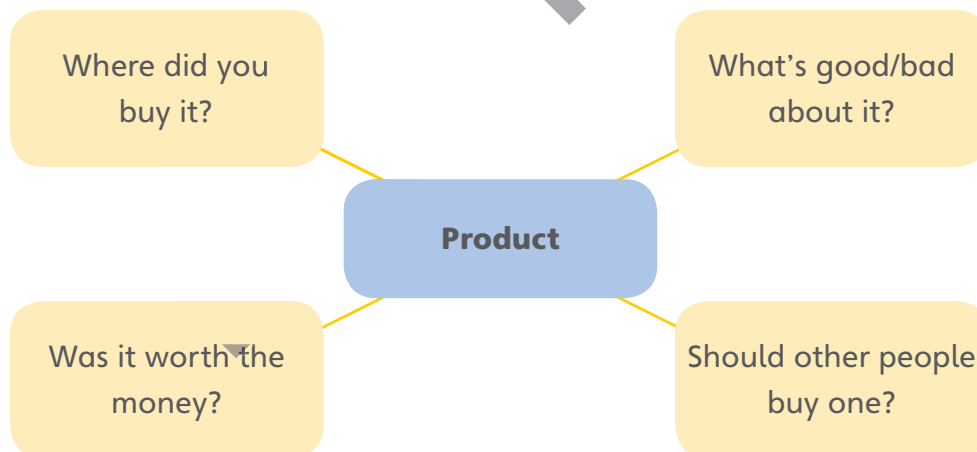 Where did you
buy it?
What's good/bad
about it?
Product
Was it worth the
money?
Should other people
buy one?